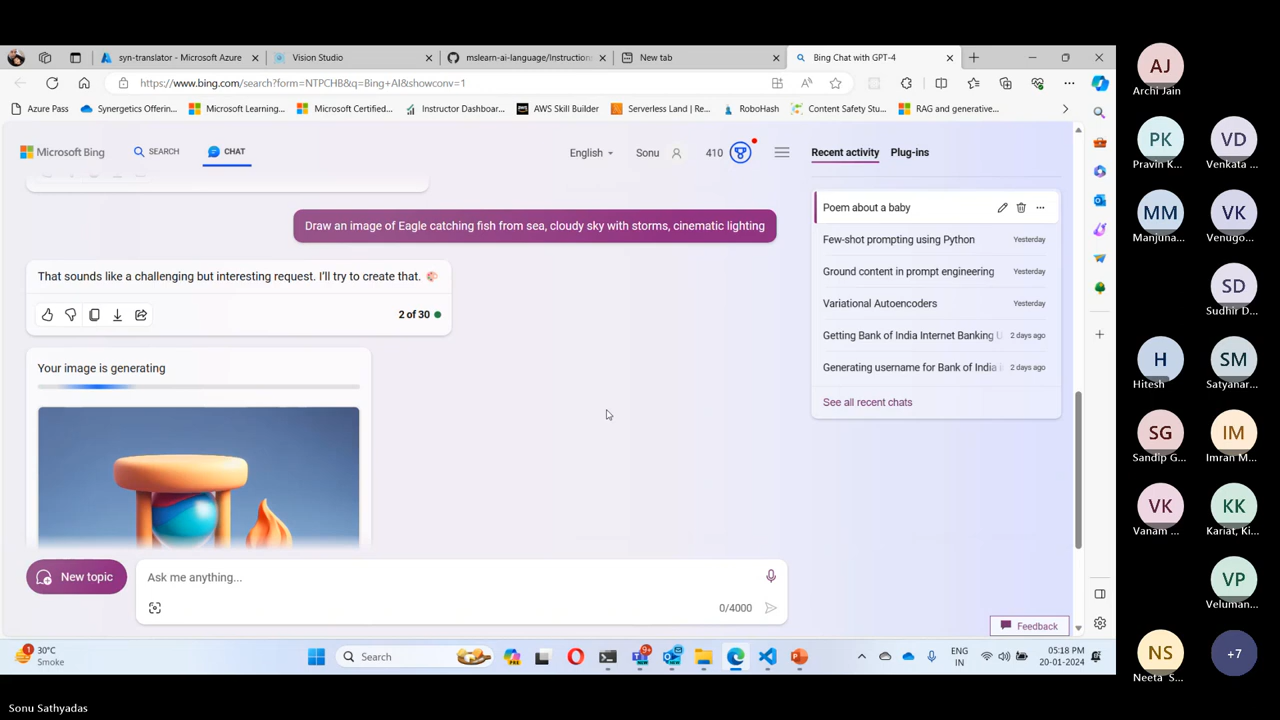 syn-translator - Microsoft Azure
Vision Studio
mslearn-ai-language/Instruction
New tab
Bing Chat with GPT-4
https://www.bing.com/search?form=NTPCHB&q=Bing+AI&showconv=1
Azure Pass
Synergetics Offerin...
Microsoft Learning...
Microsoft Certified...
Instructor Dashboar...
AWS Skill Builder
Serverless Land | Re...
RoboHash
Content Safety Stu...
RAG and generative...
Microsoft Bing
SEARCH
CHAT
English
Sonu
410
Recent activity
Plug-ins
Draw an image of Eagle catching fish from sea, cloudy sky with storms, cinematic lighting
That sounds like a challenging but interesting request. I'll try to create that.
2 of 30
Your image is generating
Poem about a baby
Few-shot prompting using Python
Yesterday
Ground content in prompt engineering
Yesterday
Variational Autoencoders
Yesterday
Getting Bank of India Internet Banking
2 days ago
Generating username for Bank of India
2 days ago
See all recent chats
New topic
Ask me anything...
0/4000
Feedback
1
30°C
Smoke
Search
9+
ENG
IN
05:18 PM
20-01-2024
AJ
Archi Jain
PK
Pravin K...
VD
Venkata ...
MM
Manjuna...
VK
Venugo...
SD
Sudhir D...
H
Hitesh
SM
Satyanar...
SG
Sandip G...
IM
Imran M...
VK
Vanam ...
KK
Kariat, Ki...
VP
Veluman...
NS
Neeta S...
+7
Sonu Sathyadas